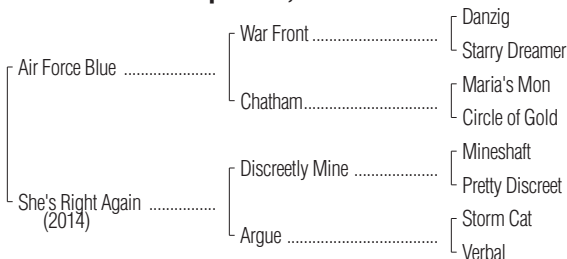 Danzig
War Front ..............................
Starry Dreamer
Air Force Blue ......................
Maria's Mon
Chatham................................
Circle of Gold
Mineshaft
Discreetly Mine ....................
Pretty Discreet
She's Right Again ................
(2014)
Storm Cat
Argue ....................................
Verbal